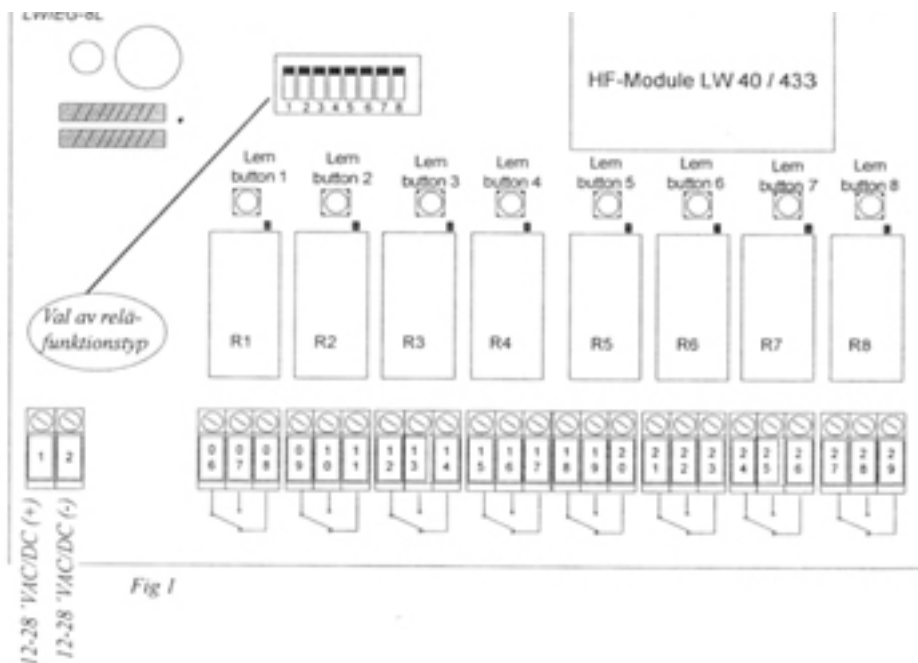 LW/EG-8L
HF-Module LW 40 / 433
1 2 3 4 5 6 7 8
Lern button 1
Lern button 2
Lern button 3
Lern button 4
Lern button 5
Lern button 6
Lern button 7
Lern button 8
Val av relä-
funktionstyp
R1
R2
R3
R4
R5
R6
R7
R8
1 2
06 07 08
09 10 11
12 13 14
15 16 17
18 19 20
21 22 23
24 25 26
27 28 29
12-28 VAC/DC (+)
12-28 VAC/DC (-)
Fig 1